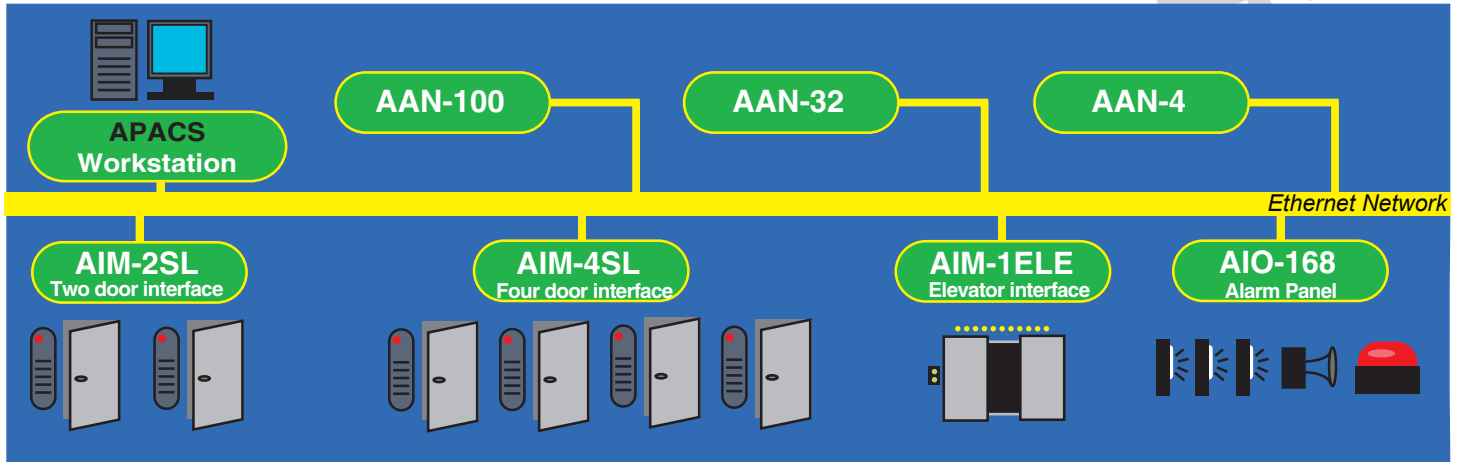 AAN-100
AAN-32
AAN-4
APACS
Workstation
Ethernet Network
AIM-2SL
Two door interface
AIM-4SL
Four door interface
AIM-1ELE
Elevator interface
AIO-168
Alarm Panel